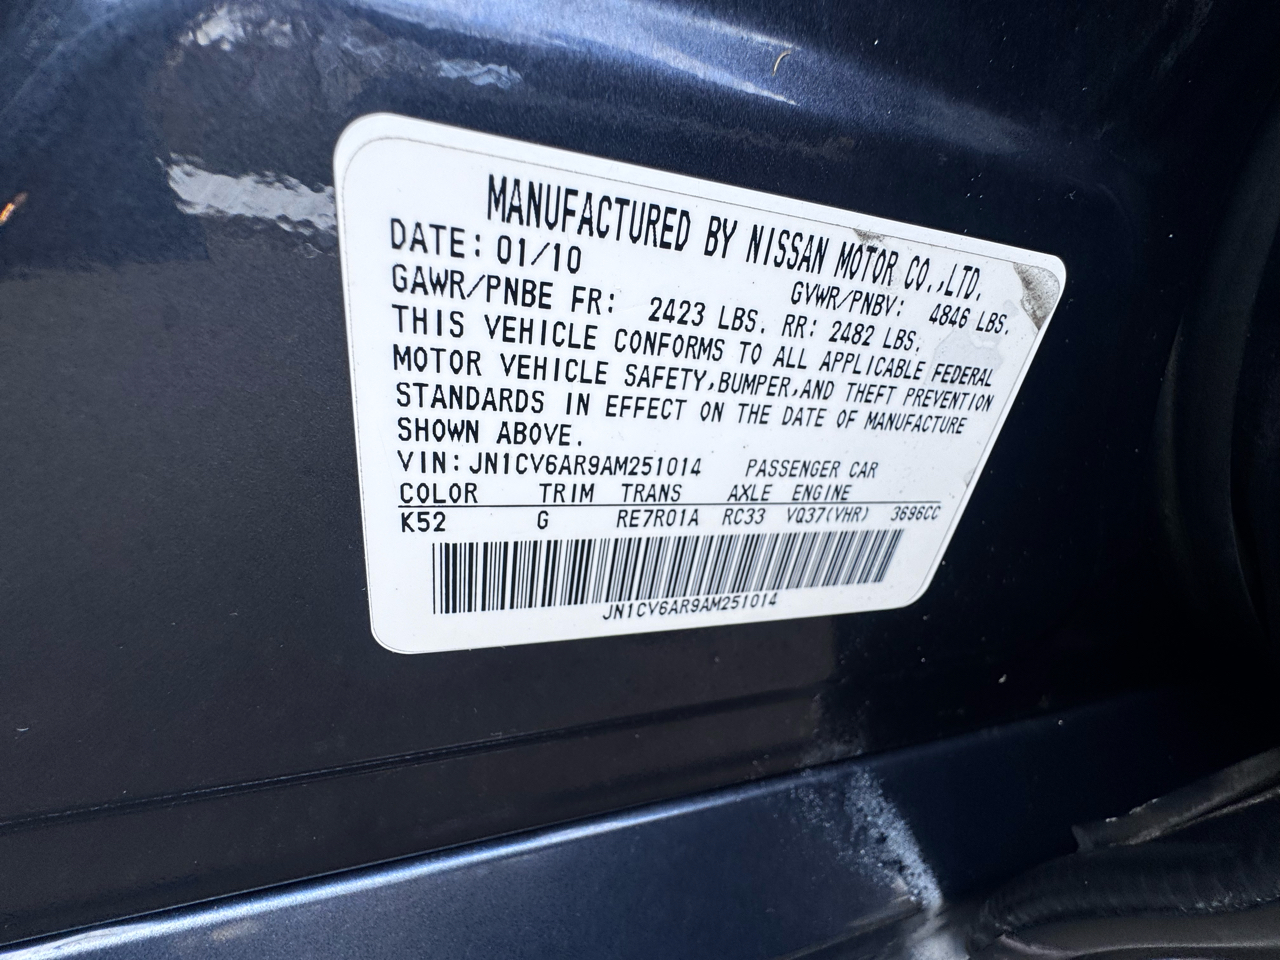 MANUFACTURED BY NISSAN MOTOR CO.,LTD.
DATE: 01/10 GVWR/PNBV: 4846 LBS.
GAWR/PNBE FR: 2423 LBS. RR: 2482 LBS.
THIS VEHICLE CONFORMS TO ALL APPLICABLE FEDERAL
MOTOR VEHICLE SAFETY,BUMPER,AND THEFT PREVENTION
STANDARDS IN EFFECT ON THE DATE OF MANUFACTURE
SHOWN ABOVE.
VIN: JN1CV6AR9AM251014 PASSENGER CAR
COLOR TRIM TRANS AXLE ENGINE
K52 G RE7R01A RC33 VQ37(VHR) 3696CC
JN1CV6AR9AM251014